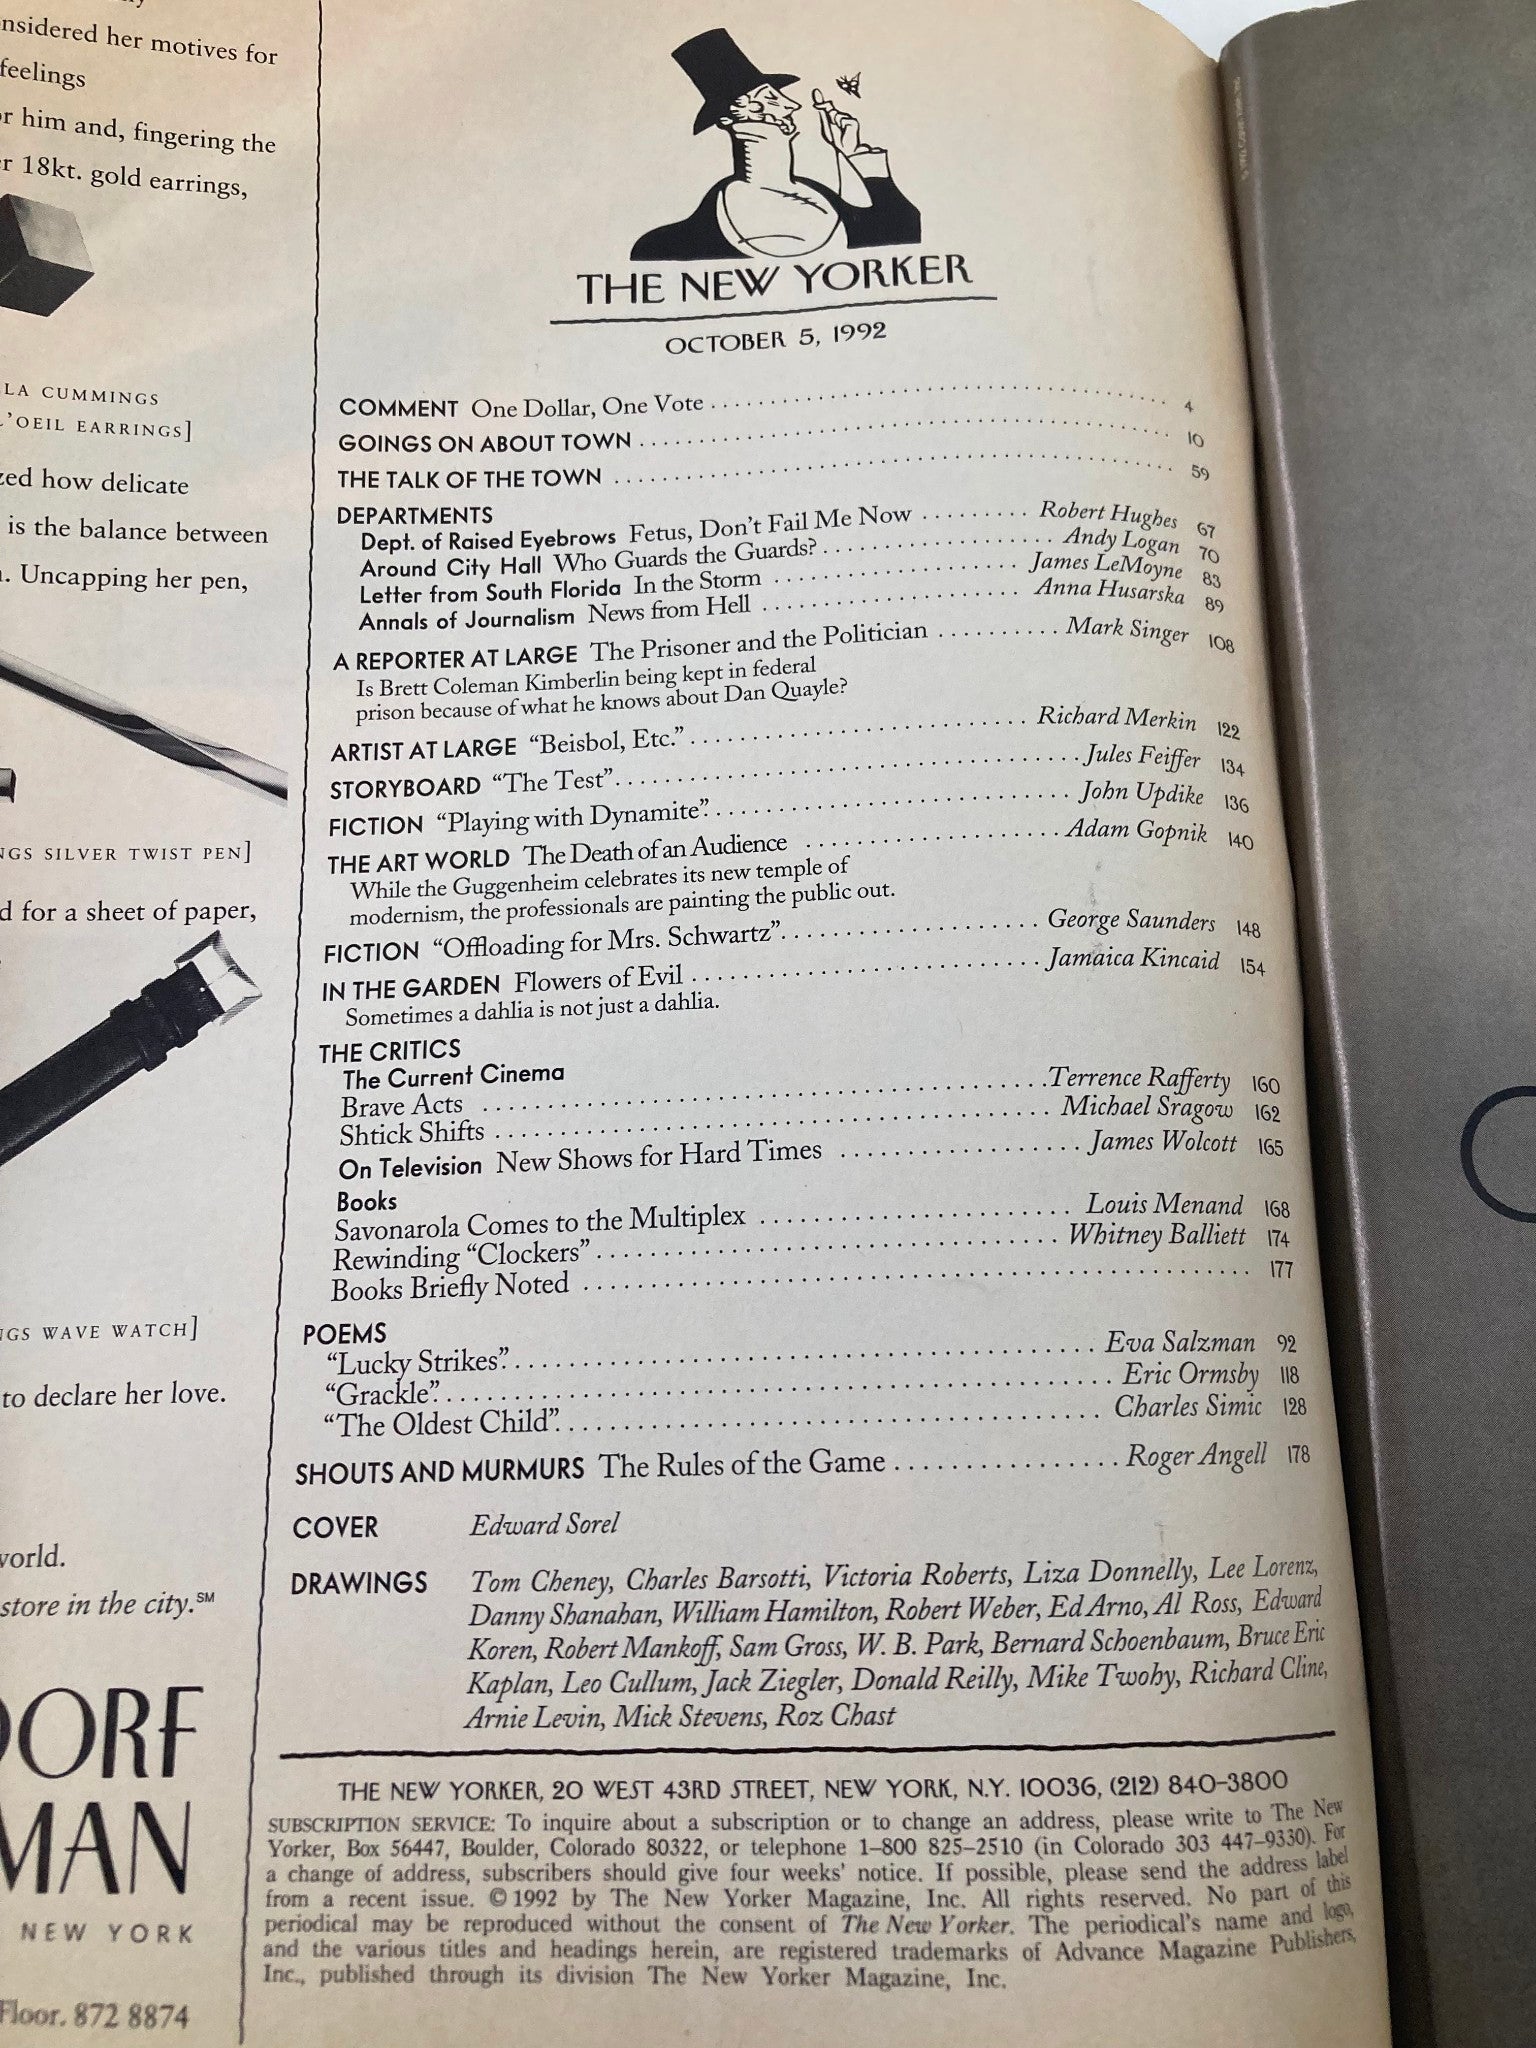 onsidered her motives for
feelings
him and, fingering the
18kt. gold earrings,
CUMMINGS
L'OEIL EARRINGS]
how delicate
is the balance between
Uncapping her pen,
SILVER TWIST PEN]
for a sheet of paper,
WAVE WATCH]
to declare her love.
world.
store in the city.℠
DORF
MAN
NEW YORK
Floor. 872 8874
THE NEW YORKER
OCTOBER 5, 1992
COMMENT One Dollar, One Vote 4
GOINGS ON ABOUT TOWN 10
THE TALK OF THE TOWN 59
DEPARTMENTS
Dept. of Raised Eyebrows Fetus, Don't Fail Me Now Robert Hughes 67
Around City Hall Who Guards the Guards? Andy Logan 70
Letter from South Florida In the Storm James LeMoyne 83
Annals of Journalism News from Hell Anna Husarska 89
A REPORTER AT LARGE The Prisoner and the Politician Mark Singer 108
Is Brett Coleman Kimberlin being kept in federal
prison because of what he knows about Dan Quayle?
ARTIST AT LARGE "Beisbol, Etc." Richard Merkin 122
STORYBOARD "The Test" Jules Feiffer 134
FICTION "Playing with Dynamite" John Updike 136
THE ART WORLD The Death of an Audience Adam Gopnik 140
While the Guggenheim celebrates its new temple of
modernism, the professionals are painting the public out.
FICTION "Offloading for Mrs. Schwartz" George Saunders 148
IN THE GARDEN Flowers of Evil Jamaica Kincaid 154
Sometimes a dahlia is not just a dahlia.
THE CRITICS
The Current Cinema
Brave Acts Terrence Rafferty 160
Shtick Shifts Michael Sragow 162
On Television New Shows for Hard Times James Wolcott 165
Books
Savonarola Comes to the Multiplex Louis Menand 168
Rewinding "Clockers" Whitney Balliett 174
Books Briefly Noted 177
POEMS
"Lucky Strikes" Eva Salzman 92
"Grackle" Eric Ormsby 118
"The Oldest Child" Charles Simic 128
SHOUTS AND MURMURS The Rules of the Game Roger Angell 178
COVER Edward Sorel
DRAWINGS Tom Cheney, Charles Barsotti, Victoria Roberts, Liza Donnelly, Lee Lorenz,
Danny Shanahan, William Hamilton, Robert Weber, Ed Arno, Al Ross, Edward
Koren, Robert Mankoff, Sam Gross, W. B. Park, Bernard Schoenbaum, Bruce Eric
Kaplan, Leo Cullum, Jack Ziegler, Donald Reilly, Mike Twohy, Richard Cline,
Arnie Levin, Mick Stevens, Roz Chast
THE NEW YORKER, 20 WEST 43RD STREET, NEW YORK, N.Y. 10036, (212) 840-3800
SUBSCRIPTION SERVICE: To inquire about a subscription or to change an address, please write to The New
Yorker, Box 56447, Boulder, Colorado 80322, or telephone 1-800 825-2510 (in Colorado 303 447-9330). For
a change of address, subscribers should give four weeks' notice. If possible, please send the address label
from a recent issue. © 1992 by The New Yorker Magazine, Inc. All rights reserved. No part of this
periodical may be reproduced without the consent of The New Yorker. The periodical's name and logo,
and the various titles and headings herein, are registered trademarks of Advance Magazine Publishers,
Inc., published through its division The New Yorker Magazine, Inc.